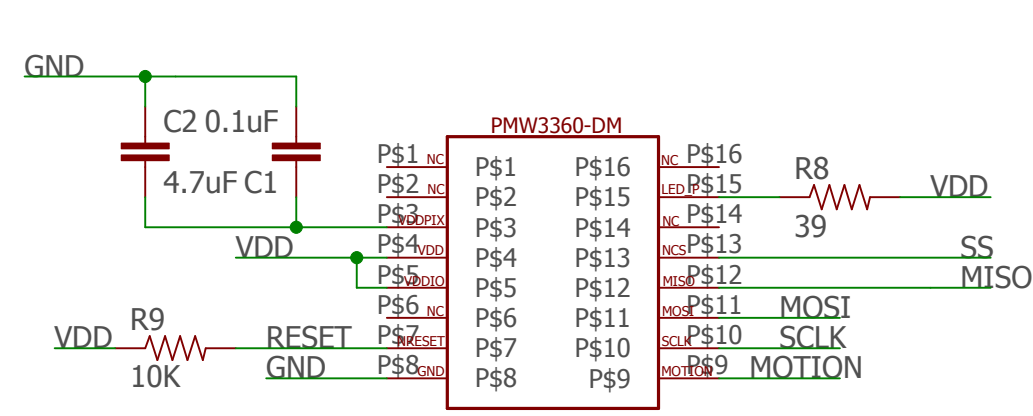 GND
C2 0.1uF
4.7uF C1
PMW3360-DM
P$1 NC P$1 P$16 NC P$16
P$2 NC P$2 P$15 LED_P P$15 R8 39 VDD
P$3 VDDPIX P$3 P$14 NC P$14
VDD P$4 VDD P$4 P$13 NCS P$13 SS
P$5 VDDIO P$5 P$12 MISO P$12 MISO
P$6 NC P$6 P$11 MOSI P$11 MOSI
VDD R9 10K RESET P$7 NRESET P$7 P$10 SCLK P$10 SCLK
GND P$8 GND P$8 P$9 MOTION P$9 MOTION